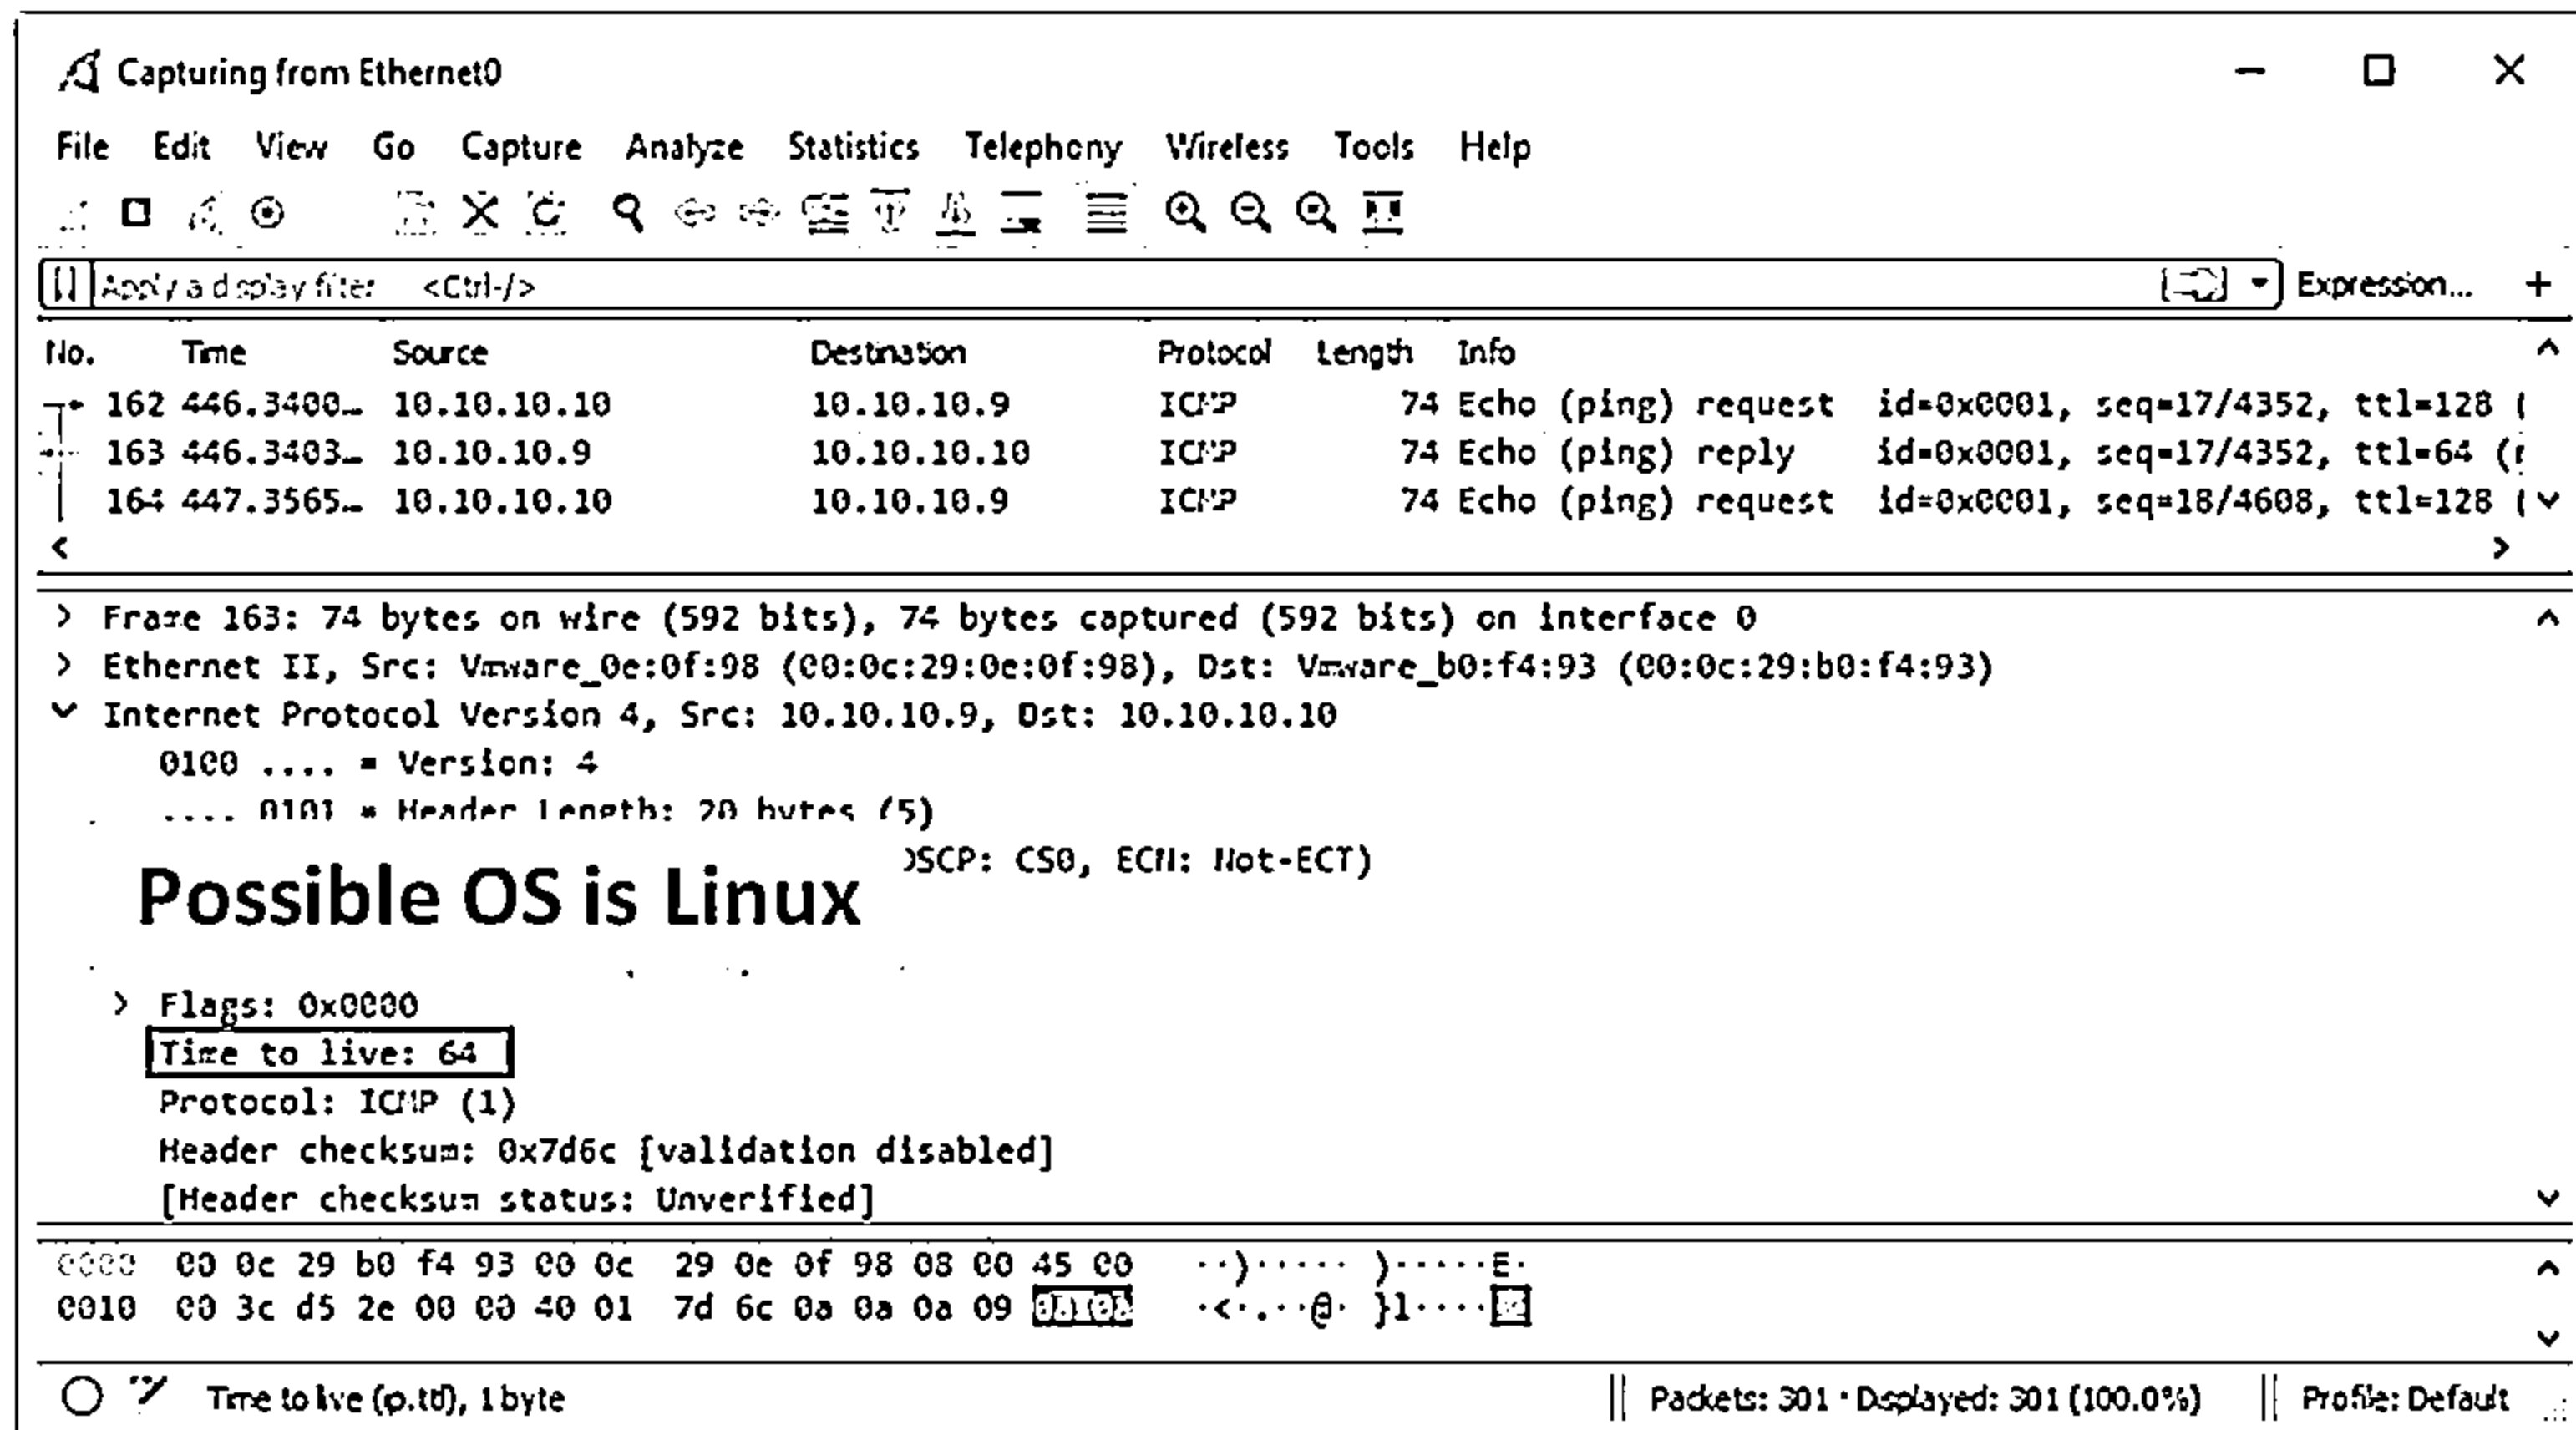 Capturing from Ethernet0
File Edit View Go Capture Analyze Statistics Telephony Wireless Tools Help
Apply a display filter <Ctrl-/> Expression... +
No. Time Source Destination Protocol Length Info
162 446.3400… 10.10.10.10 10.10.10.9 ICMP 74 Echo (ping) request id=0x0001, seq=17/4352, ttl=128 (
163 446.3403… 10.10.10.9 10.10.10.10 ICMP 74 Echo (ping) reply id=0x0001, seq=17/4352, ttl=64 (r
164 447.3565… 10.10.10.10 10.10.10.9 ICMP 74 Echo (ping) request id=0x0001, seq=18/4608, ttl=128 (
> Frame 163: 74 bytes on wire (592 bits), 74 bytes captured (592 bits) on interface 0
> Ethernet II, Src: Vmware_0e:0f:98 (00:0c:29:0e:0f:98), Dst: Vmware_b0:f4:93 (00:0c:29:b0:f4:93)
Internet Protocol Version 4, Src: 10.10.10.9, Dst: 10.10.10.10
0100 .... = Version: 4
.... 0101 = Header Length: 20 bytes (5)
DSCP: CS0, ECN: Not-ECT)
Possible OS is Linux
> Flags: 0x0000
Time to live: 64
Protocol: ICMP (1)
Header checksum: 0x7d6c [validation disabled]
[Header checksum status: Unverified]
0000 00 0c 29 b0 f4 93 00 0c 29 0e 0f 98 08 00 45 00 ··)····· )·····E·
0010 00 3c d5 2e 00 00 40 01 7d 6c 0a 0a 0a 09 ·<·.··@· }l····
Time to live (ip.ttl), 1 byte Packets: 301 · Displayed: 301 (100.0%) Profile: Default